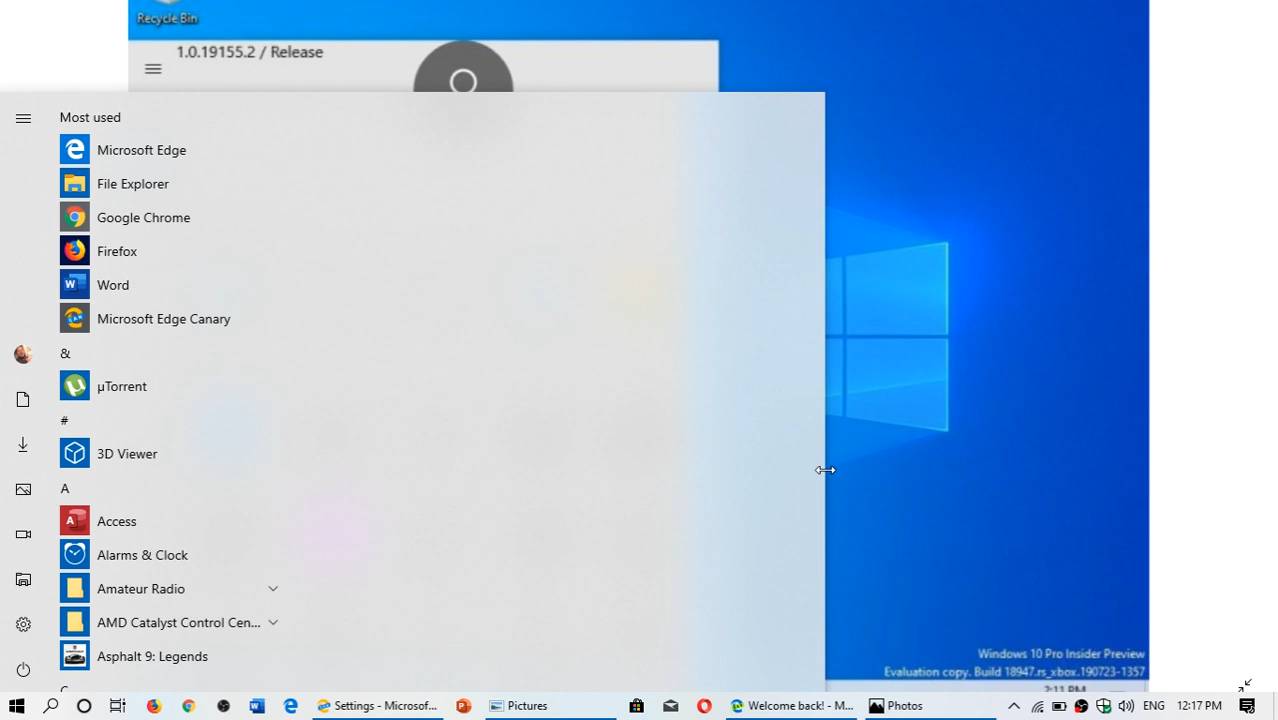 Recycle Bin
1.0.19155.2 / Release
Most used
Microsoft Edge
File Explorer
Google Chrome
Firefox
Word
Microsoft Edge Canary
&
µTorrent
#
3D Viewer
A
Access
Alarms & Clock
Amateur Radio
AMD Catalyst Control Cen...
Asphalt 9: Legends
Windows 10 Pro Insider Preview
Evaluation copy. Build 18947.rs_xbox.190723-1357
2:11 PM
Settings - Microsof...
Pictures
Welcome back! - M...
Photos
ENG
12:17 PM